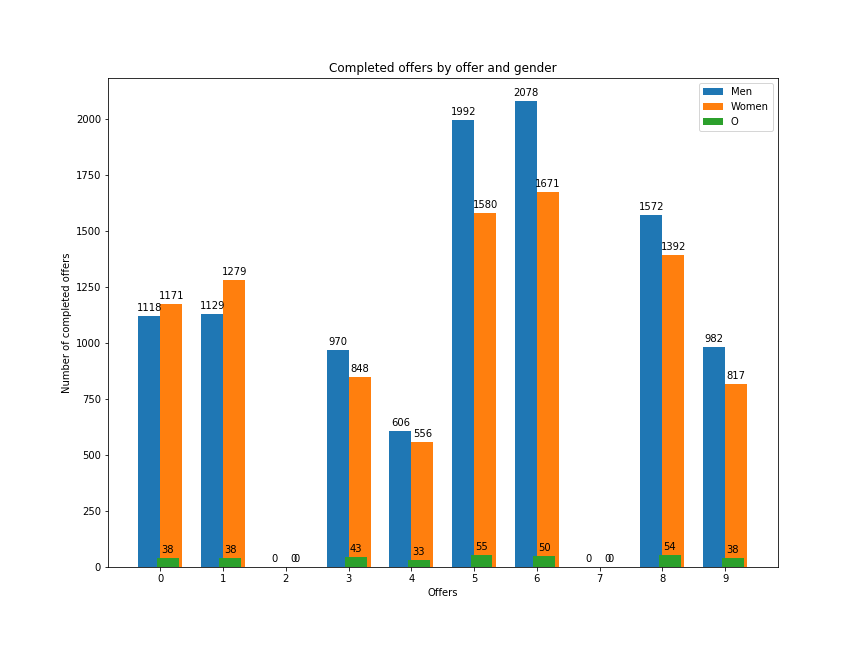 Completed offers by offer and gender
Men
Women
O
Number of completed offers
2000
1750
1500
1250
1000
750
500
250
0
1118 1171 38
1129 1279 38
0 0 0
970 848 43
606 556 33
1992 1580 55
2078 1671 50
0 0 0
1572 1392 54
982 817 38
0 1 2 3 4 5 6 7 8 9
Offers